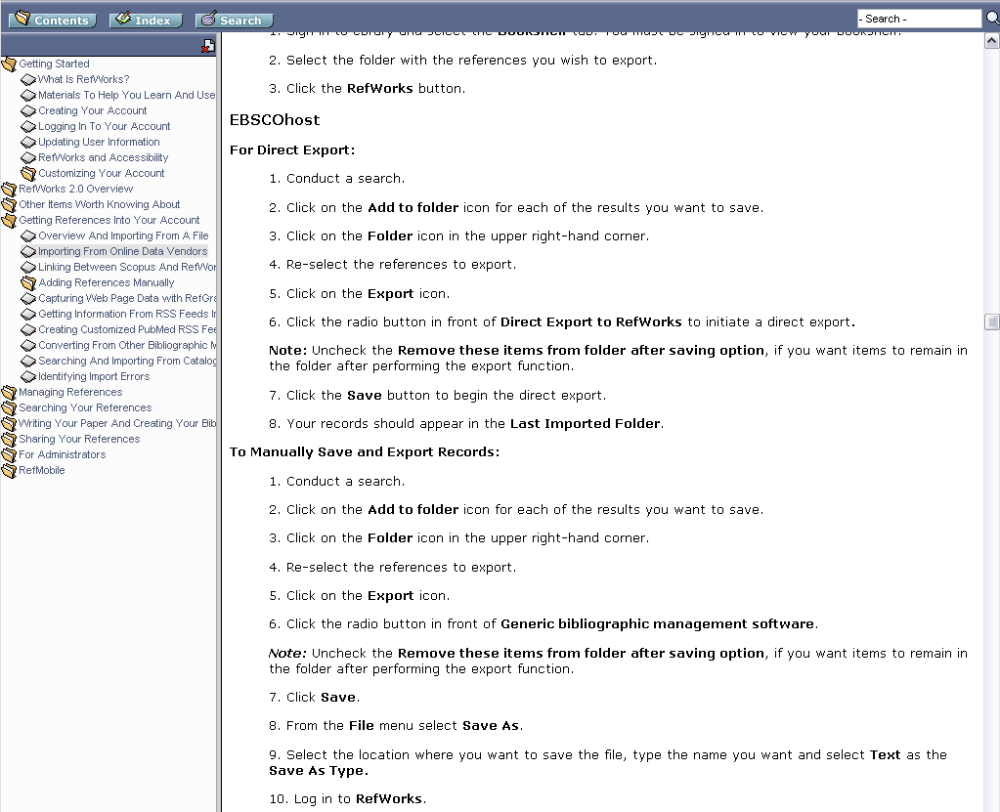 Contents Index Search - Search -
Getting Started
What Is RefWorks?
Materials To Help You Learn And Use
Creating Your Account
Logging In To Your Account
Updating User Information
RefWorks and Accessibility
Customizing Your Account
RefWorks 2.0 Overview
Other Items Worth Knowing About
Getting References Into Your Account
Overview And Importing From A File
Importing From Online Data Vendors
Linking Between Scopus And RefWor
Adding References Manually
Capturing Web Page Data with RefGra
Getting Information From RSS Feeds I
Creating Customized PubMed RSS Fee
Converting From Other Bibliographic M
Searching And Importing From Catalog
Identifying Import Errors
Managing References
Searching Your References
Writing Your Paper And Creating Your Bib
Sharing Your References
For Administrators
RefMobile
1. Sign in to ebrary and select the Bookshelf tab. You must be signed in to view your bookshelf.
2. Select the folder with the references you wish to export.
3. Click the RefWorks button.
EBSCOhost
For Direct Export:
1. Conduct a search.
2. Click on the Add to folder icon for each of the results you want to save.
3. Click on the Folder icon in the upper right-hand corner.
4. Re-select the references to export.
5. Click on the Export icon.
6. Click the radio button in front of Direct Export to RefWorks to initiate a direct export.
Note: Uncheck the Remove these items from folder after saving option, if you want items to remain in
the folder after performing the export function.
7. Click the Save button to begin the direct export.
8. Your records should appear in the Last Imported Folder.
To Manually Save and Export Records:
1. Conduct a search.
2. Click on the Add to folder icon for each of the results you want to save.
3. Click on the Folder icon in the upper right-hand corner.
4. Re-select the references to export.
5. Click on the Export icon.
6. Click the radio button in front of Generic bibliographic management software.
Note: Uncheck the Remove these items from folder after saving option, if you want items to remain in
the folder after performing the export function.
7. Click Save.
8. From the File menu select Save As.
9. Select the location where you want to save the file, type the name you want and select Text as the
Save As Type.
10. Log in to RefWorks.